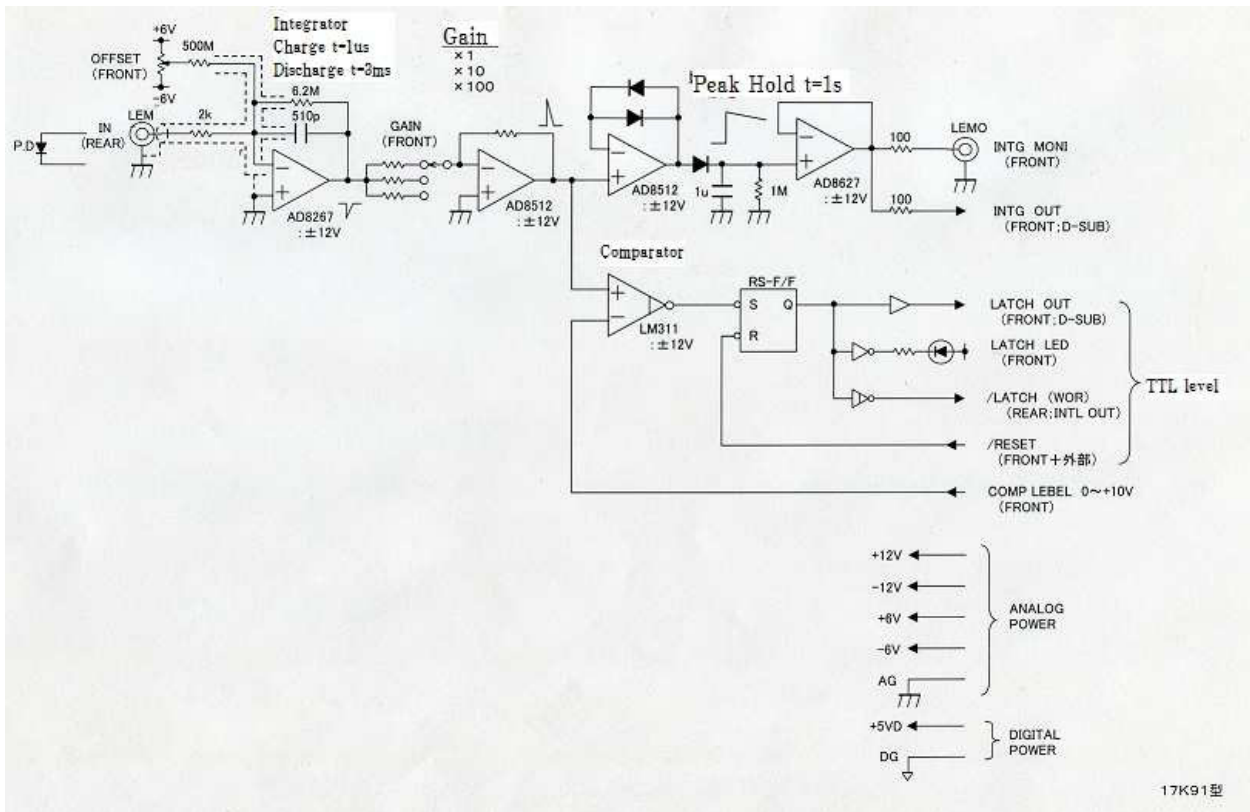 +6V
OFFSET
(FRONT)
500M
-6V
Integrator
Charge t=1us
Discharge t=3ms
6.2M
510p
LEM
IN
(REAR)
2k
P.D
AD8267
:±12V
Gain
×1
×10
×100
GAIN
(FRONT)
AD8512
:±12V
AD8512
:±12V
Peak Hold t=1s
1u
1M
AD8627
:±12V
100
LEMO
INTG MONI
(FRONT)
100
INTG OUT
(FRONT;D-SUB)
Comparator
LM311
:±12V
RS-F/F
S Q
R
LATCH OUT
(FRONT;D-SUB)
LATCH LED
(FRONT)
/LATCH (WOR)
(REAR;INTL OUT)
/RESET
(FRONT+外部)
TTL level
COMP LEBEL 0~+10V
(FRONT)
+12V
-12V
+6V
-6V
AG
ANALOG
POWER
+5VD
DG
DIGITAL
POWER
17K91型